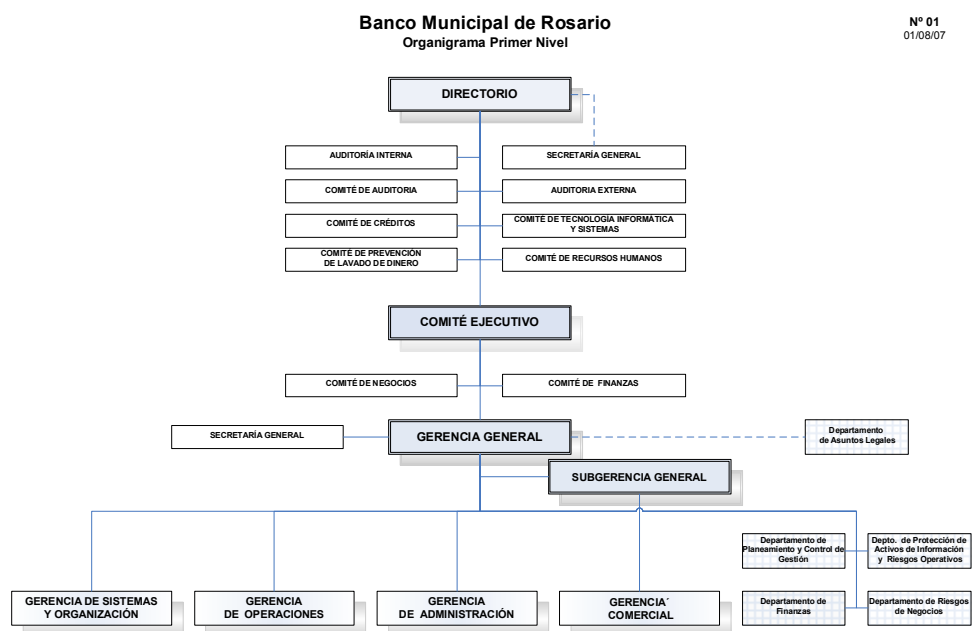 Banco Municipal de Rosario
Organigrama Primer Nivel
Nº 01
01/08/07
DIRECTORIO
AUDITORÍA INTERNA
SECRETARÍA GENERAL
COMITÉ DE AUDITORIA
AUDITORIA EXTERNA
COMITÉ DE CRÉDITOS
COMITÉ DE TECNOLOGÍA INFORMÁTICA
Y SISTEMAS
COMITÉ DE PREVENCIÓN
DE LAVADO DE DINERO
COMITÉ DE RECURSOS HUMANOS
COMITÉ EJECUTIVO
COMITÉ DE NEGOCIOS
COMITÉ DE FINANZAS
SECRETARÍA GENERAL
GERENCIA GENERAL
Departamento
de Asuntos Legales
SUBGERENCIA GENERAL
Departamento de
Planeamiento y Control de
Gestión
Depto. de Protección de
Activos de Información
y Riesgos Operativos
GERENCIA DE SISTEMAS
Y ORGANIZACIÓN
GERENCIA
DE OPERACIONES
GERENCIA
DE ADMINISTRACIÓN
GERENCIA´
COMERCIAL
Departamento de
Finanzas
Departamento de Riesgos
de Negocios